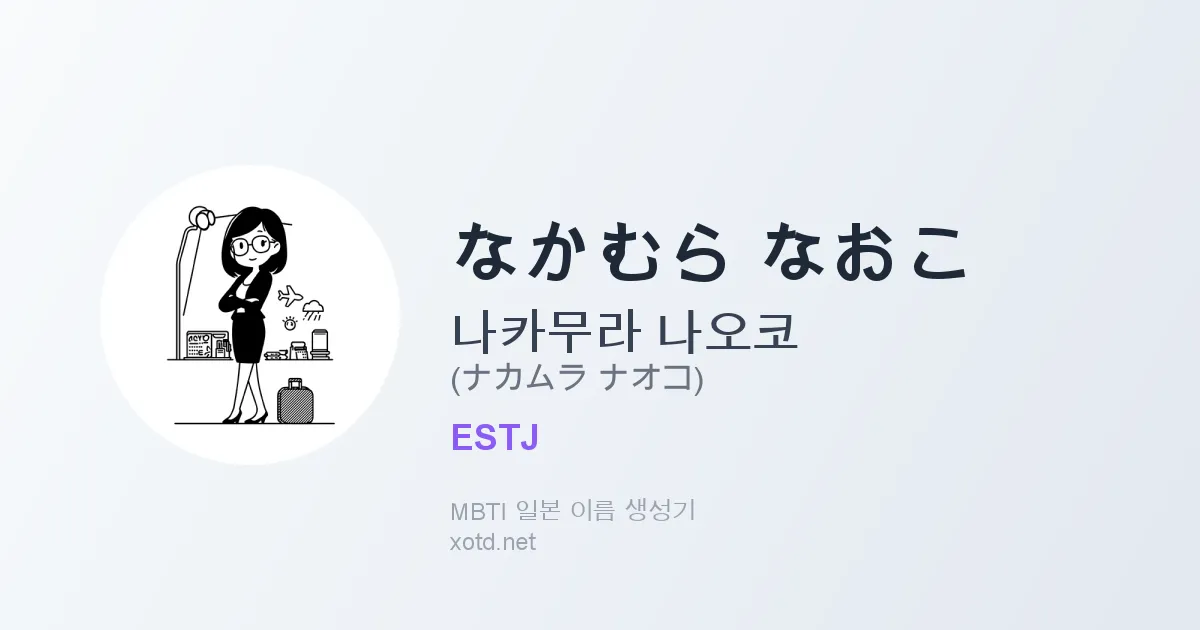 なかむら なおこ
나카무라 나오코
(ナカムラ ナオコ)
ESTJ
MBTI 일본 이름 생성기
xotd.net